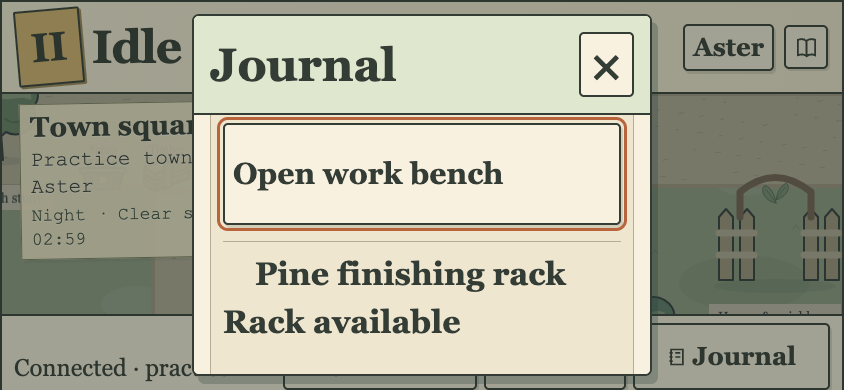 II Idle
Journal
Aster
Town squar
Practice town
Aster
Night · Clear s
02:59
Open work bench
Pine finishing rack
Rack available
Connected · prac
Journal